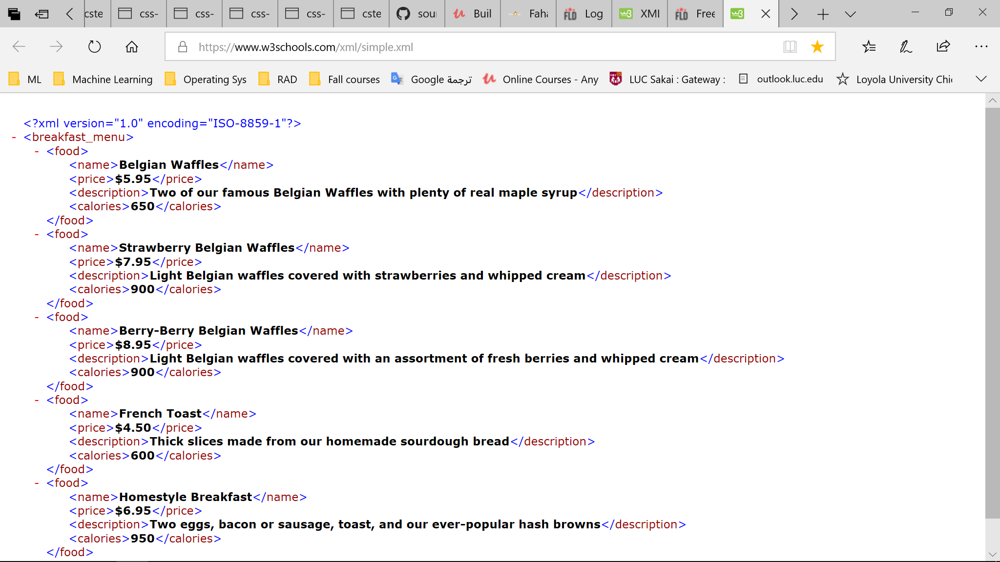 cste css- css- css- css- cste sou Buil Faha Log XMI Free
https://www.w3schools.com/xml/simple.xml
ML Machine Learning Operating Sys RAD Fall courses Google ترجمة Online Courses - Any LUC Sakai : Gateway : outlook.luc.edu Loyola University Chic
<?xml version="1.0" encoding="ISO-8859-1"?>
- <breakfast_menu>
- <food>
<name>Belgian Waffles</name>
<price>$5.95</price>
<description>Two of our famous Belgian Waffles with plenty of real maple syrup</description>
<calories>650</calories>
</food>
- <food>
<name>Strawberry Belgian Waffles</name>
<price>$7.95</price>
<description>Light Belgian waffles covered with strawberries and whipped cream</description>
<calories>900</calories>
</food>
- <food>
<name>Berry-Berry Belgian Waffles</name>
<price>$8.95</price>
<description>Light Belgian waffles covered with an assortment of fresh berries and whipped cream</description>
<calories>900</calories>
</food>
- <food>
<name>French Toast</name>
<price>$4.50</price>
<description>Thick slices made from our homemade sourdough bread</description>
<calories>600</calories>
</food>
- <food>
<name>Homestyle Breakfast</name>
<price>$6.95</price>
<description>Two eggs, bacon or sausage, toast, and our ever-popular hash browns</description>
<calories>950</calories>
</food>